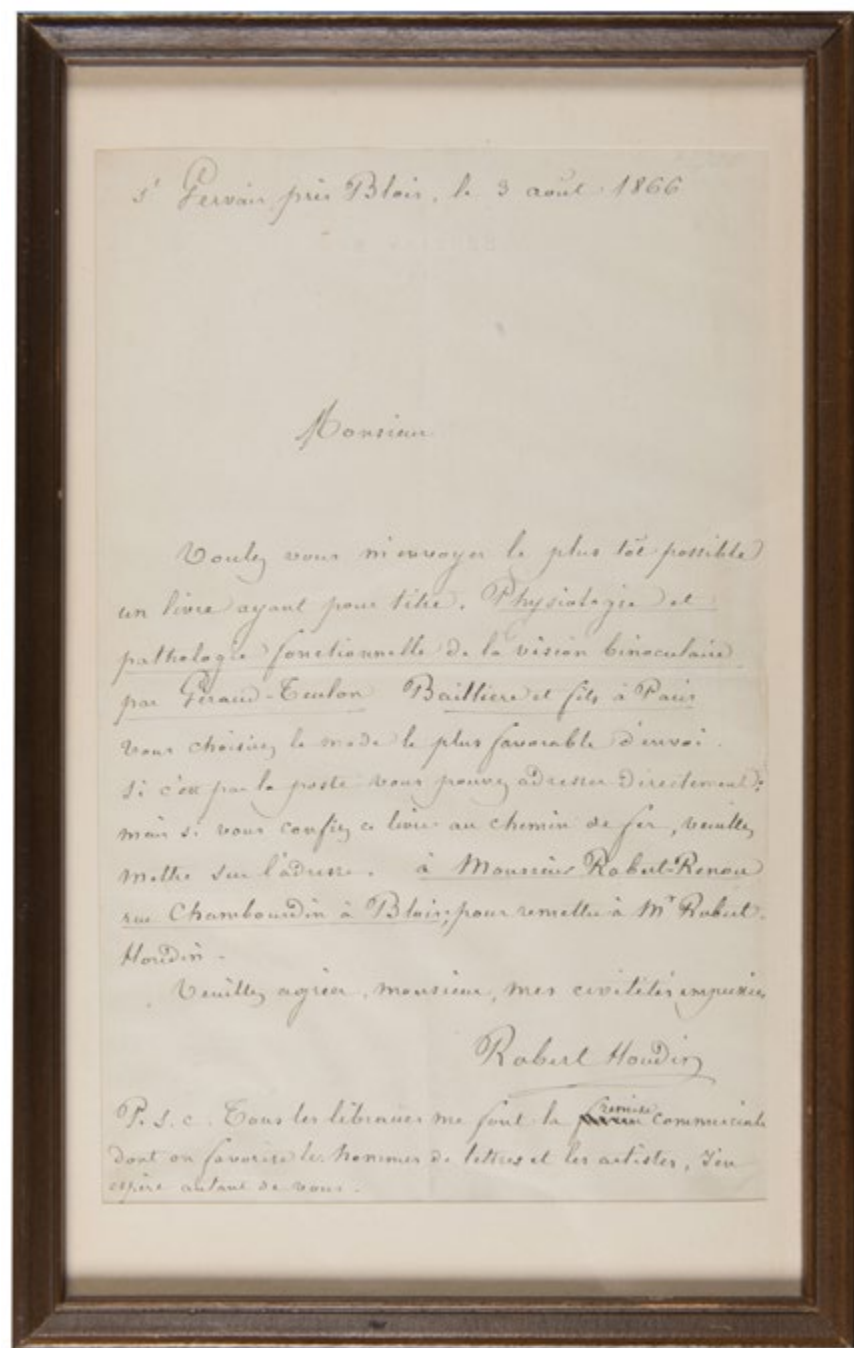 St Gervais près Blois, le 3 août 1866
Monsieur
Voulez vous m'envoyer le plus tôt possible
un livre ayant pour titre. Physiologie et
pathologie fonctionnelle de la vision binoculaire
par Giraud-Teulon Baillière et fils à Paris
Vous choisirez le mode le plus favorable d'envoi.
Si c'est par la poste vous pouvez adresser directement;
mais si vous confiez ce livre au chemin de fer, veuillez
mettre sur l'adresse. à Monsieur Robert-Renou
rue Chambourdin à Blois, pour remettre à Mr Robert-
Houdin.
Veuillez agréer, monsieur, mes civilités empressées
Robert Houdin
P.S.c. Tous les libraires me font la remise commerciale
dont on favorise les hommes de lettres et les artistes, J'en
espère autant de vous.